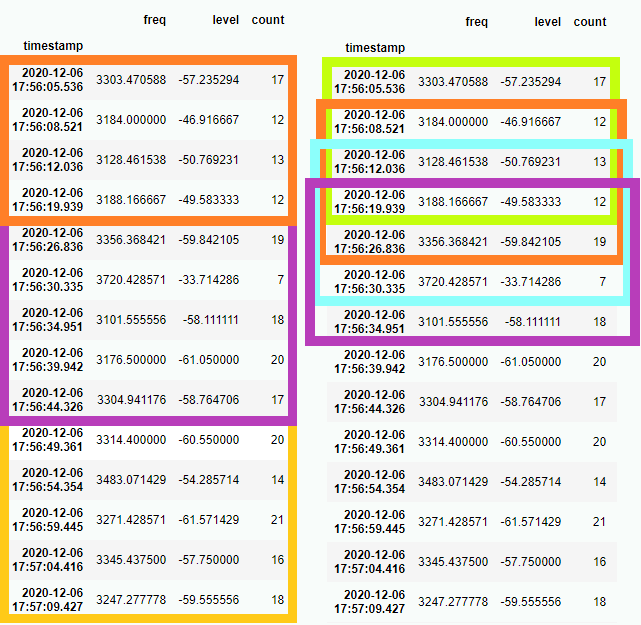 freq level count
timestamp
2020-12-06
17:56:05.536 3303.470588 -57.235294 17
2020-12-06
17:56:08.521 3184.000000 -46.916667 12
2020-12-06
17:56:12.036 3128.461538 -50.769231 13
2020-12-06
17:56:19.939 3188.166667 -49.583333 12
2020-12-06
17:56:26.836 3356.368421 -59.842105 19
2020-12-06
17:56:30.335 3720.428571 -33.714286 7
2020-12-06
17:56:34.951 3101.555556 -58.111111 18
2020-12-06
17:56:39.942 3176.500000 -61.050000 20
2020-12-06
17:56:44.326 3304.941176 -58.764706 17
2020-12-06
17:56:49.361 3314.400000 -60.550000 20
2020-12-06
17:56:54.354 3483.071429 -54.285714 14
2020-12-06
17:56:59.445 3271.428571 -61.571429 21
2020-12-06
17:57:04.416 3345.437500 -57.750000 16
2020-12-06
17:57:09.427 3247.277778 -59.555556 18
freq level count
timestamp
2020-12-06
17:56:05.536 3303.470588 -57.235294 17
2020-12-06
17:56:08.521 3184.000000 -46.916667 12
2020-12-06
17:56:12.036 3128.461538 -50.769231 13
2020-12-06
17:56:19.939 3188.166667 -49.583333 12
2020-12-06
17:56:26.836 3356.368421 -59.842105 19
2020-12-06
17:56:30.335 3720.428571 -33.714286 7
2020-12-06
17:56:34.951 3101.555556 -58.111111 18
2020-12-06
17:56:39.942 3176.500000 -61.050000 20
2020-12-06
17:56:44.326 3304.941176 -58.764706 17
2020-12-06
17:56:49.361 3314.400000 -60.550000 20
2020-12-06
17:56:54.354 3483.071429 -54.285714 14
2020-12-06
17:56:59.445 3271.428571 -61.571429 21
2020-12-06
17:57:04.416 3345.437500 -57.750000 16
2020-12-06
17:57:09.427 3247.277778 -59.555556 18